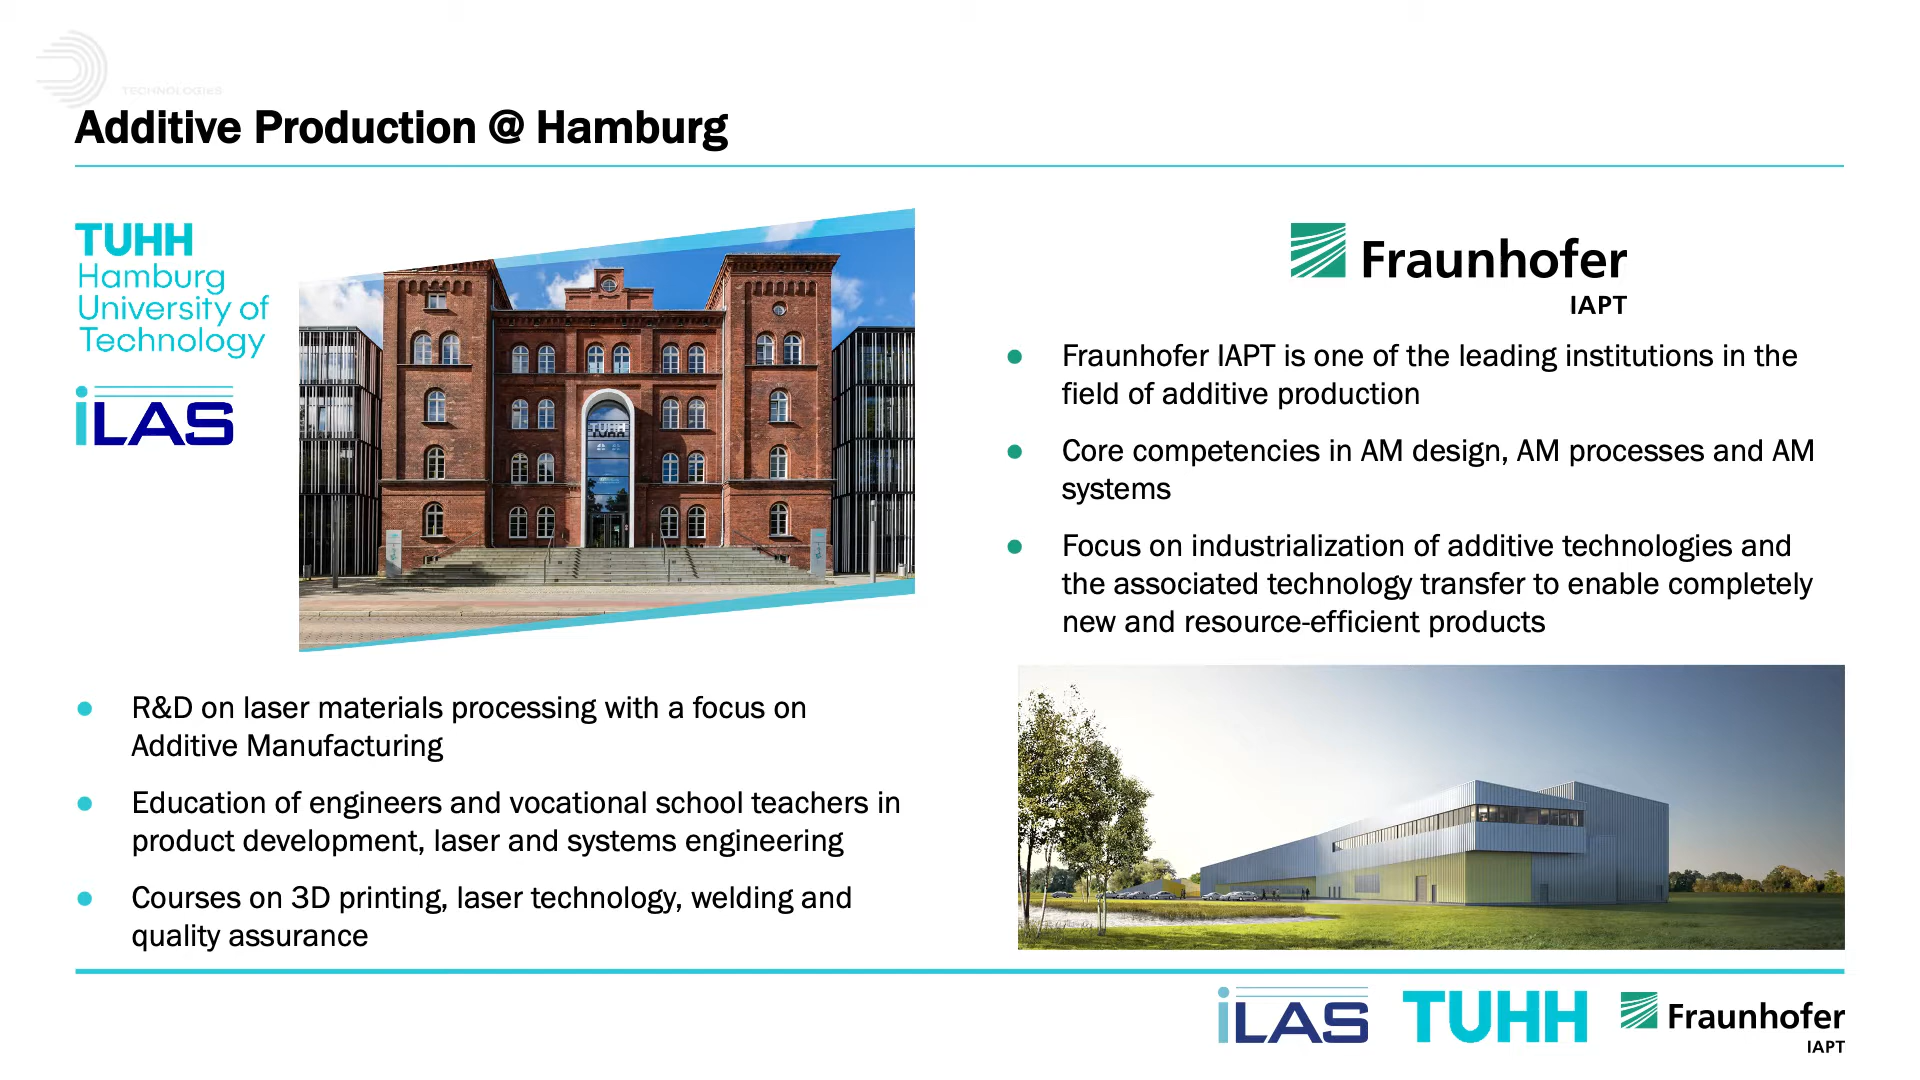 TECHNOLOGIES
Additive Production @ Hamburg
TUHH
Hamburg
University of
Technology
iLAS
TUHH
R&D on laser materials processing with a focus on
Additive Manufacturing
Education of engineers and vocational school teachers in
product development, laser and systems engineering
Courses on 3D printing, laser technology, welding and
quality assurance
Fraunhofer
IAPT
Fraunhofer IAPT is one of the leading institutions in the
field of additive production
Core competencies in AM design, AM processes and AM
systems
Focus on industrialization of additive technologies and
the associated technology transfer to enable completely
new and resource-efficient products
iLAS
TUHH
Fraunhofer
IAPT